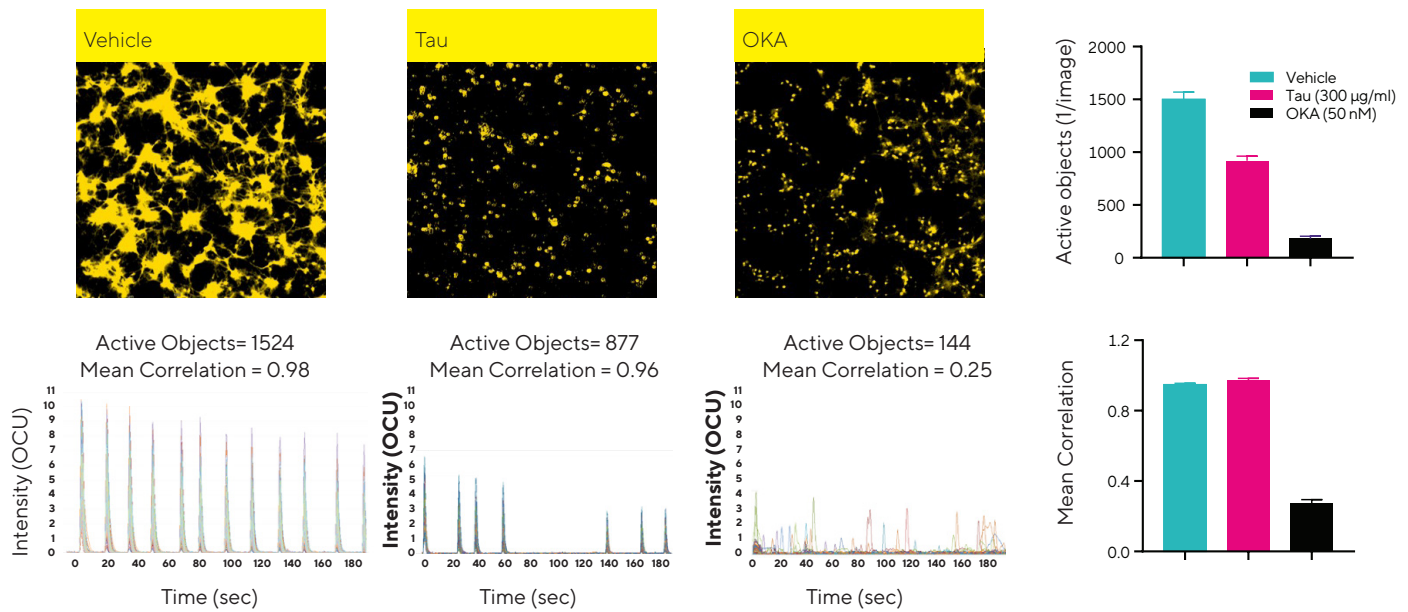 Vehicle
Tau
OKA
Active Objects= 1524
Mean Correlation = 0.98
Active Objects= 877
Mean Correlation = 0.96
Active Objects= 144
Mean Correlation = 0.25
Intensity (OCU)
11
10
9
8
7
6
5
4
3
2
1
0
0 20 40 60 80 100 120 140 160 180
Time (sec)
Intensity (OCU)
11
10
9
8
7
6
5
4
3
2
1
0
0 20 40 60 80 100 120 140 160 180
Time (sec)
Intensity (OCU)
11
10
9
8
7
6
5
4
3
2
1
0
0 20 40 60 80 100 120 140 160 180
Time (sec)
Active objects (1/image)
2000
1500
1000
500
0
Vehicle
Tau (300 µg/ml)
OKA (50 nM)
Mean Correlation
1.2
0.8
0.4
0.0